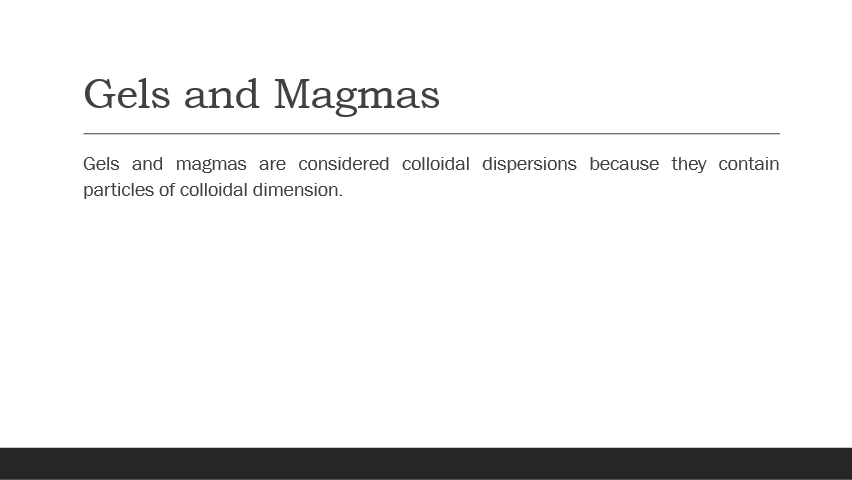 Gels and Magmas
Gels and magmas are considered colloidal dispersions because they contain
particles of colloidal dimension.